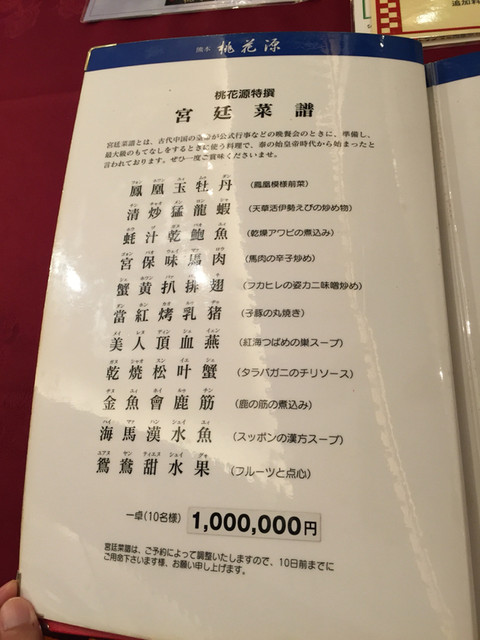 熊本 桃花源
桃花源特撰
宮廷菜譜
宮廷菜譜とは、古代中国の皇帝が公式行事などの晩餐会のときに、準備し、
最大級のもてなしをするときに使う料理で、秦の始皇帝時代から始まったと
言われております。ぜひ一度ご賞味くださいませ。
鳳凰玉牡丹 (鳳凰模様前菜)
清炒猛龍蝦 (天草活伊勢えびの炒め物)
蚝汁乾鮑魚 (乾燥アワビの煮込み)
宮保味馬肉 (馬肉の辛子炒め)
蟹黄扒排翅 (フカヒレの姿カニ味噌炒め)
當紅烤乳猪 (子豚の丸焼き)
美人頂血燕 (紅海つばめの巣スープ)
乾焼松叶蟹 (タラバガニのチリソース)
金魚會鹿筋 (鹿の筋の煮込み)
海馬漢水魚 (スッポンの漢方スープ)
鴛鴦甜水果 (フルーツと点心)
一卓(10名様) 1,000,000円
宮廷菜譜は、ご予約によって調整いたしますので、10日前までに
ご用命下さいます様、お願い申し上げます。